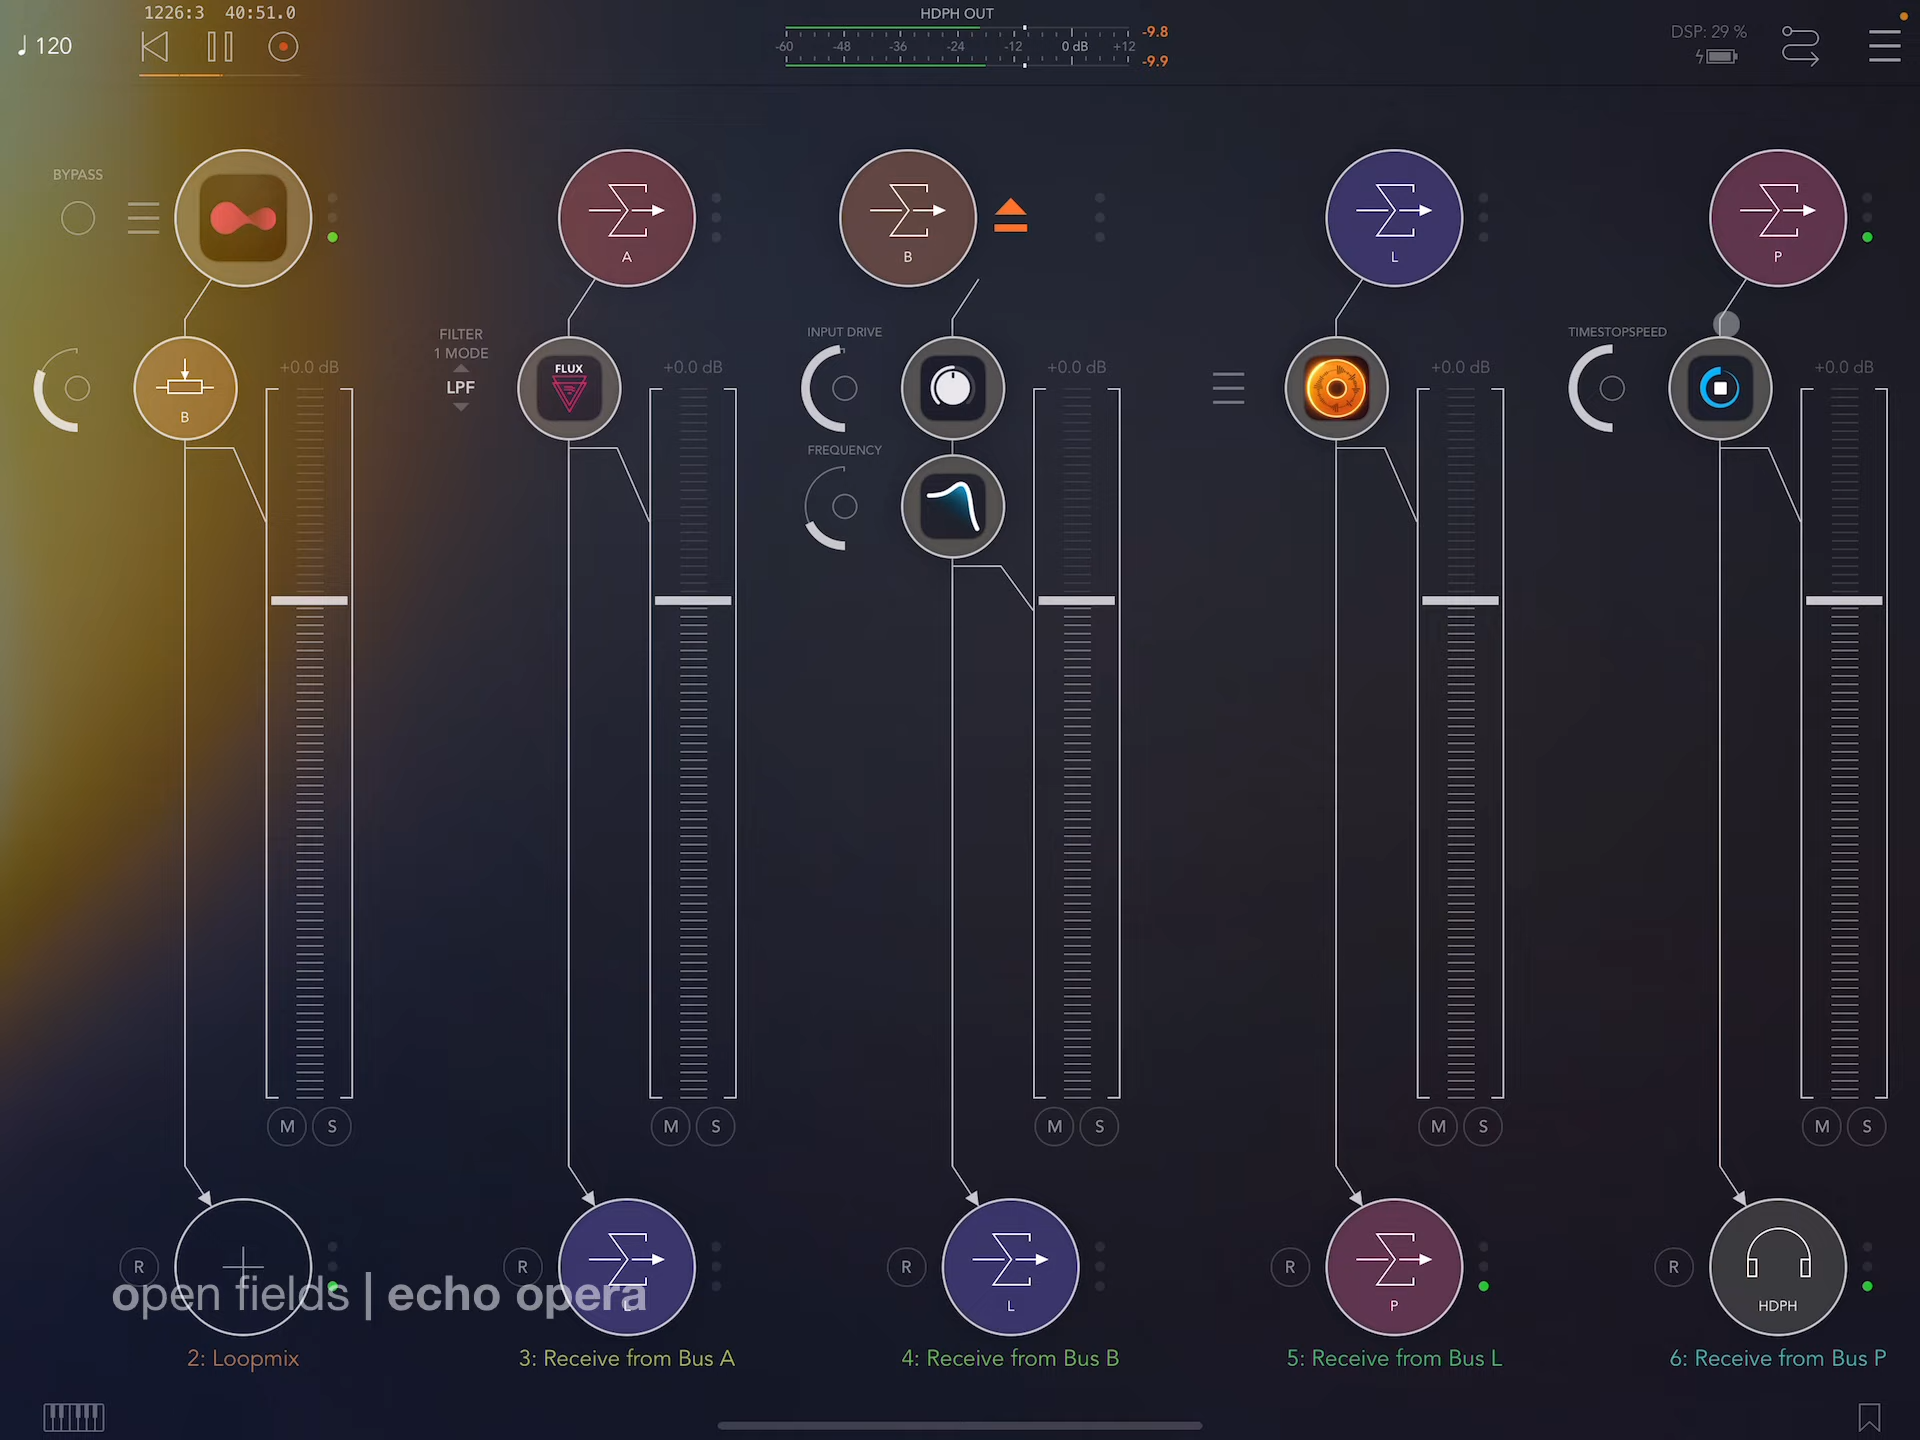 1226:3 40:51.0
HDPH OUT
♩ 120
-60 -48 -36 -24 -12 0 dB +12
-9.8
-9.9
DSP: 29 %
BYPASS
A
B
L
P
FILTER
1 MODE
LPF
INPUT DRIVE
TIMESTOPSPEED
FLUX
B
+0.0 dB
+0.0 dB
+0.0 dB
+0.0 dB
+0.0 dB
FREQUENCY
M S
M S
M S
M S
M S
R
R
R
R
R
L
L
P
HDPH
open fields | echo opera
2: Loopmix
3: Receive from Bus A
4: Receive from Bus B
5: Receive from Bus L
6: Receive from Bus P